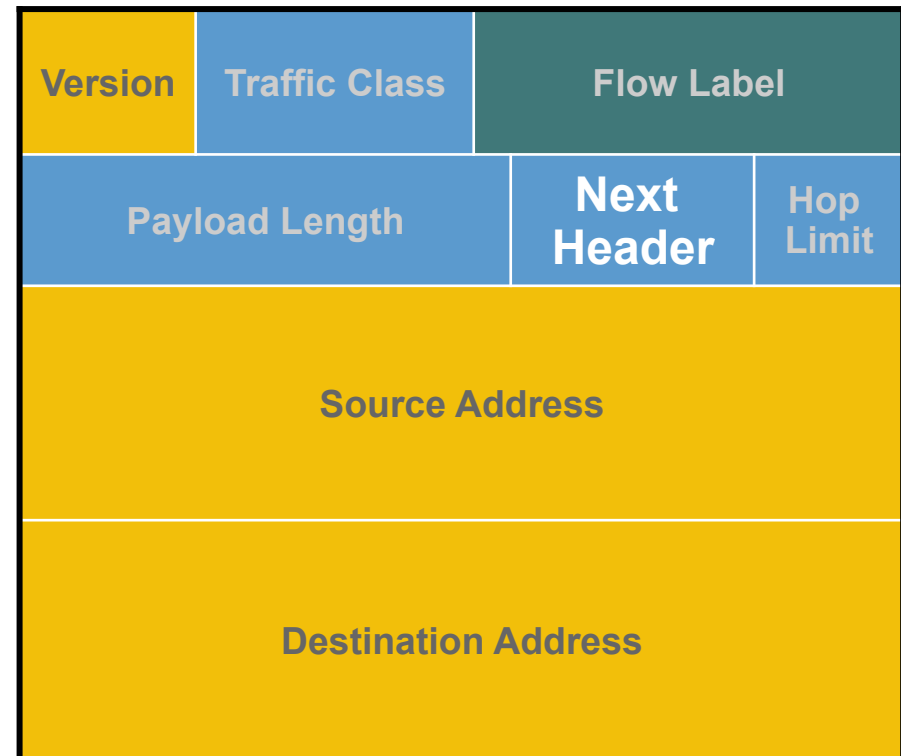 Version
Traffic Class
Flow Label
Payload Length
Next
Header
Hop
Limit
Source Address
Destination Address